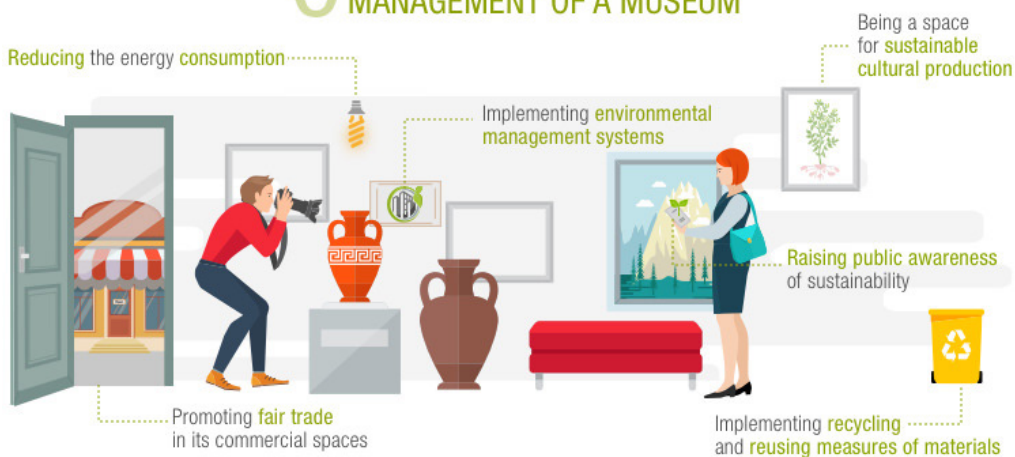 MANAGEMENT OF A MUSEUM
Being a space
for sustainable
cultural production
Reducing the energy consumption
Implementing environmental
management systems
Raising public awareness
of sustainability
Promoting fair trade
in its commercial spaces
Implementing recycling
and reusing measures of materials